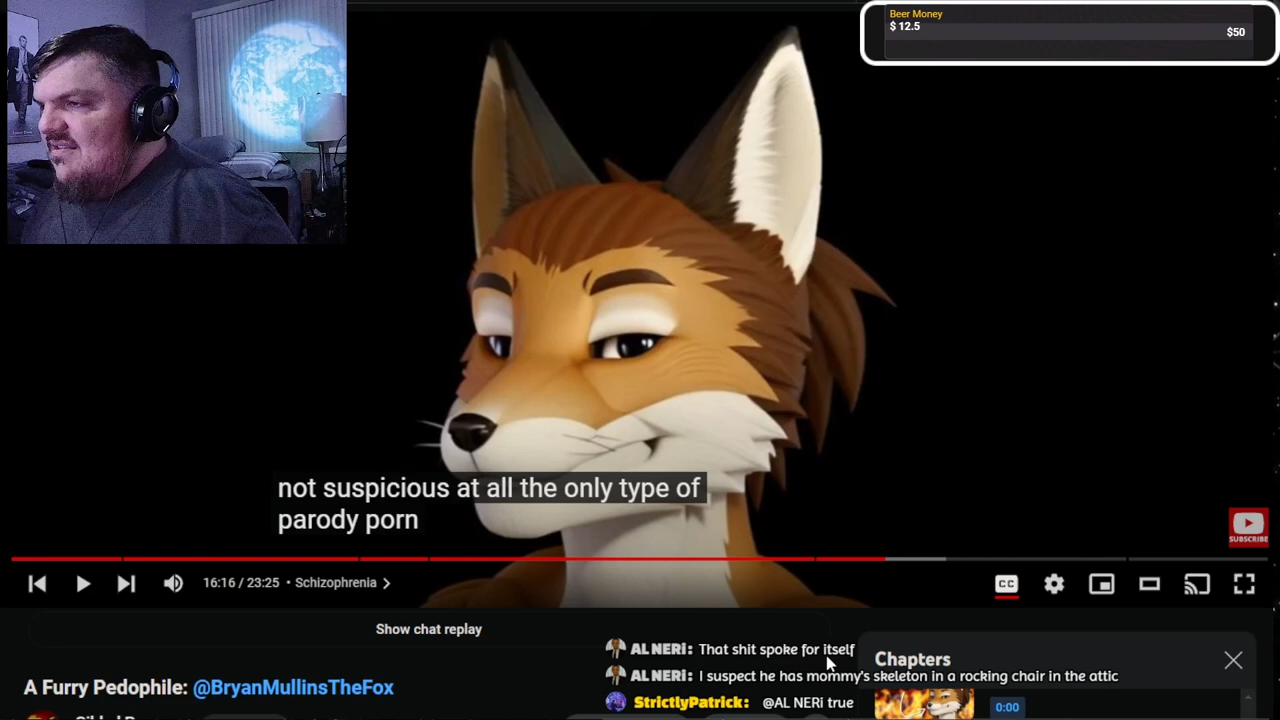 Beer Money
$ 12.5
$50
not suspicious at all the only type of
parody porn
SUBSCRIBE
16:16 / 23:25 • Schizophrenia
CC
Show chat replay
AL NERi: That shit spoke for itself
AL NERi: I suspect he has mommy's skeleton in a rocking chair in the attic
StrictlyPatrick: @AL NERi true
Chapters
0:00
A Furry Pedophile: @BryanMullinsTheFox